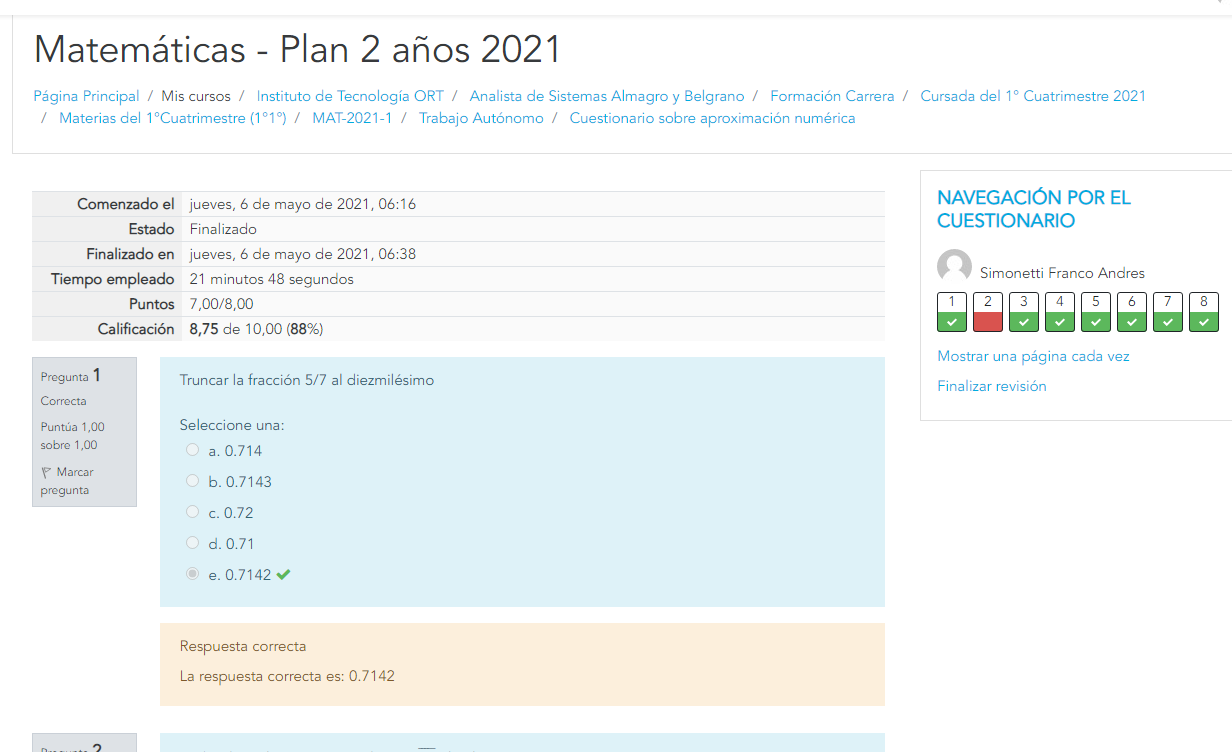 Matemáticas - Plan 2 años 2021
Página Principal / Mis cursos / Instituto de Tecnología ORT / Analista de Sistemas Almagro y Belgrano / Formación Carrera / Cursada del 1° Cuatrimestre 2021
/ Materias del 1°Cuatrimestre (1°1°) / MAT-2021-1 / Trabajo Autónomo / Cuestionario sobre aproximación numérica
Comenzado el jueves, 6 de mayo de 2021, 06:16
Estado Finalizado
Finalizado en jueves, 6 de mayo de 2021, 06:38
Tiempo empleado 21 minutos 48 segundos
Puntos 7,00/8,00
Calificación 8,75 de 10,00 (88%)
Pregunta 1
Correcta
Puntúa 1,00
sobre 1,00
Marcar
pregunta
Truncar la fracción 5/7 al diezmilésimo
Seleccione una:
a. 0.714
b. 0.7143
c. 0.72
d. 0.71
e. 0.7142
Respuesta correcta
La respuesta correcta es: 0.7142
Pregunta 2
NAVEGACIÓN POR EL
CUESTIONARIO
Simonetti Franco Andres
1 2 3 4 5 6 7 8
Mostrar una página cada vez
Finalizar revisión